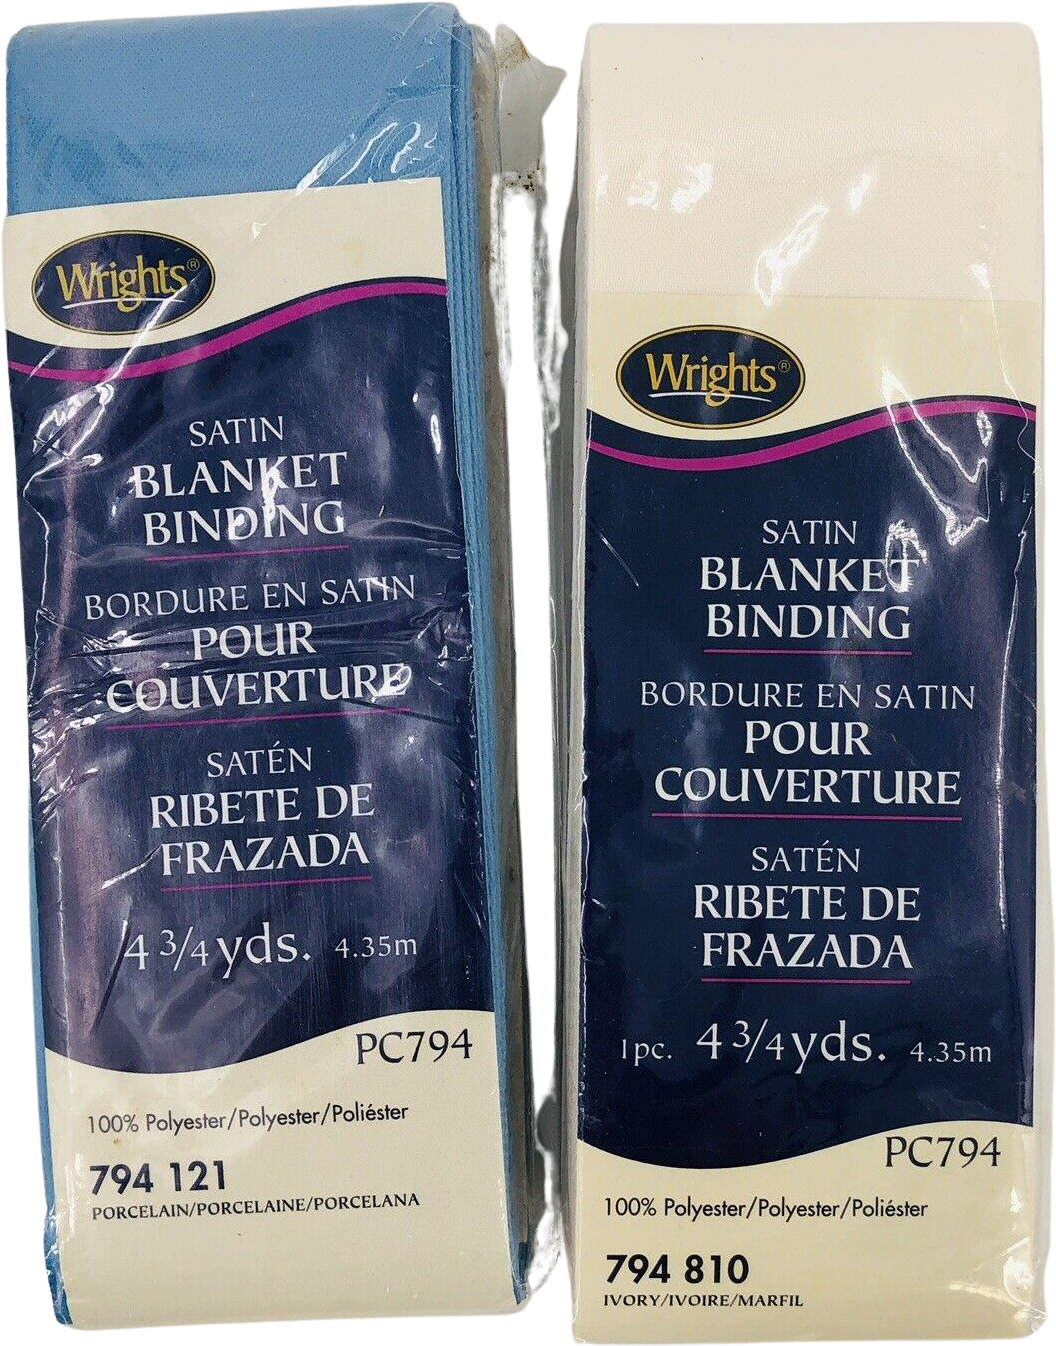 Wrights®
SATIN
BLANKET
BINDING
BORDURE EN SATIN
POUR
COUVERTURE
SATÉN
RIBETE DE
FRAZADA
4 3/4 yds. 4.35m
PC794
100% Polyester/Polyester/Poliéster
794 121
PORCELAIN/PORCELAINE/PORCELANA
Wrights®
SATIN
BLANKET
BINDING
BORDURE EN SATIN
POUR
COUVERTURE
SATÉN
RIBETE DE
FRAZADA
1pc. 4 3/4 yds. 4.35m
PC794
100% Polyester/Polyester/Poliéster
794 810
IVORY/IVOIRE/MARFIL